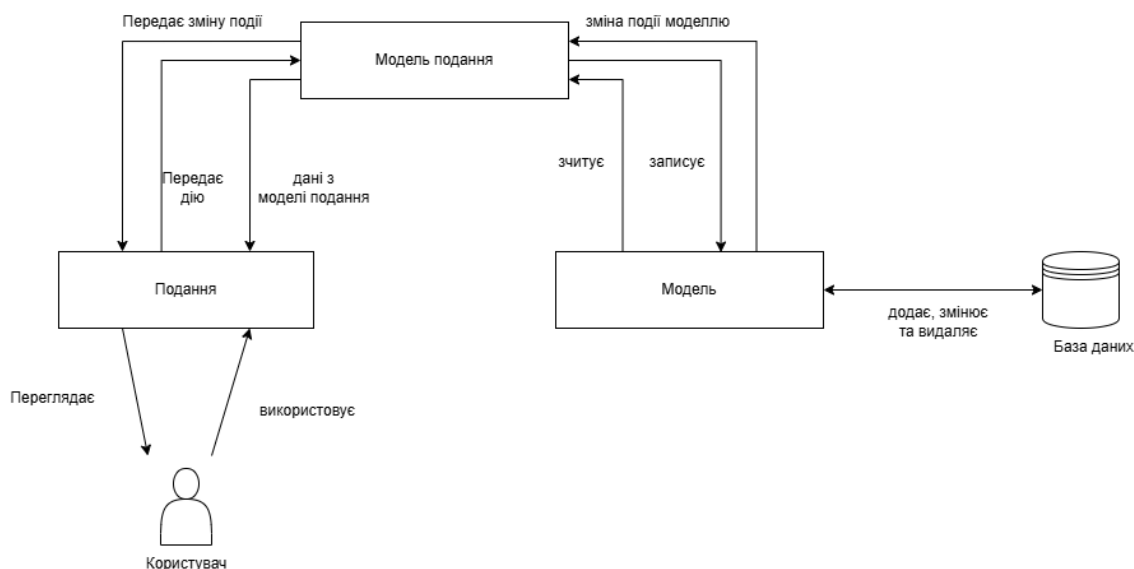 Передає зміну події
зміна події моделлю
Модель подання
зчитує
записує
Передає
дію
дані з
моделі подання
Подання
Модель
додає, змінює
та видаляє
База даних
Переглядає
використовує
Користувач